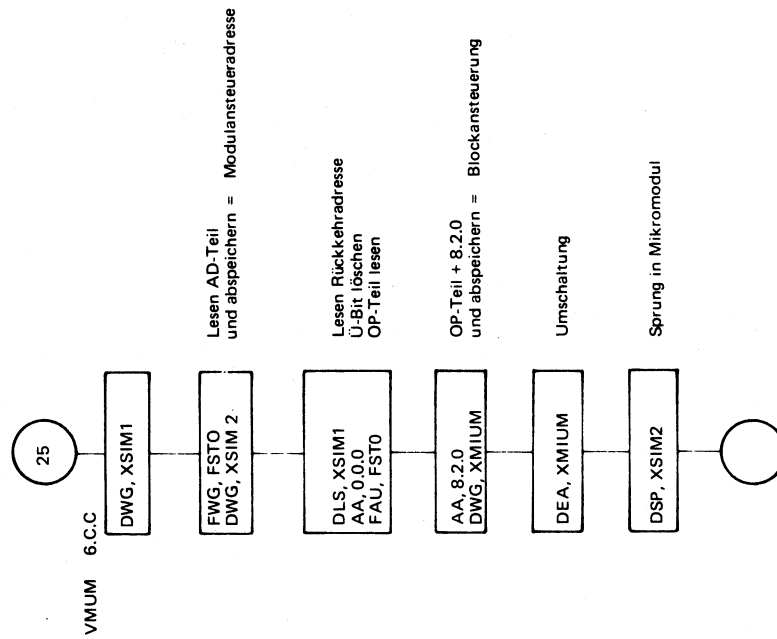 VMUM 6.C.C
25
DWG, XSIM1
FWG, FSTO
DWG, XSIM 2
Lesen AD-Teil
und abspeichern = Modulansteueradresse
DLS, XSIM1
AA, 0.0.0
FAU, FST0
Lesen Rückkehradresse
Ü-Bit löschen
OP-Teil lesen
AA, 8.2.0
DWG, XMIUM
OP-Teil + 8.2.0
und abspeichern = Blockansteuerung
DEA, XMIUM
Umschaltung
DSP, XSIM2
Sprung in Mikromodul